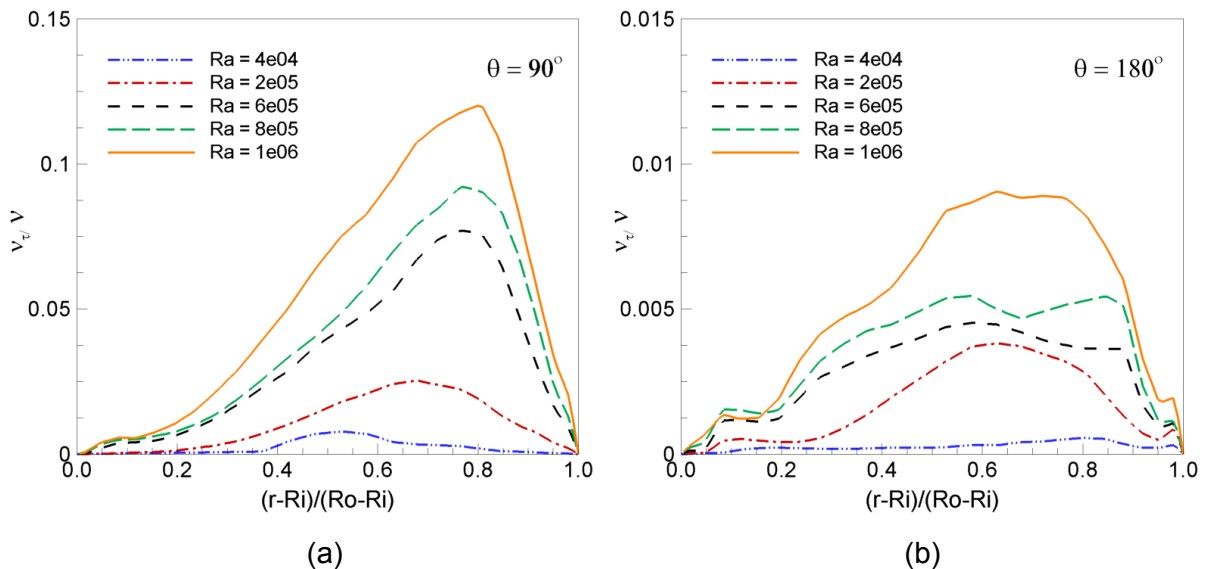 0.15
Ra = 4e04
Ra = 2e05
Ra = 6e05
Ra = 8e05
Ra = 1e06
θ = 90°
0.1
ντ/ ν
0.05
0
0.0 0.2 0.4 0.6 0.8 1.0
(r-Ri)/(Ro-Ri)
(a)
0.015
Ra = 4e04
Ra = 2e05
Ra = 6e05
Ra = 8e05
Ra = 1e06
θ = 180°
0.01
ντ/ ν
0.005
0
0.0 0.2 0.4 0.6 0.8 1.0
(r-Ri)/(Ro-Ri)
(b)